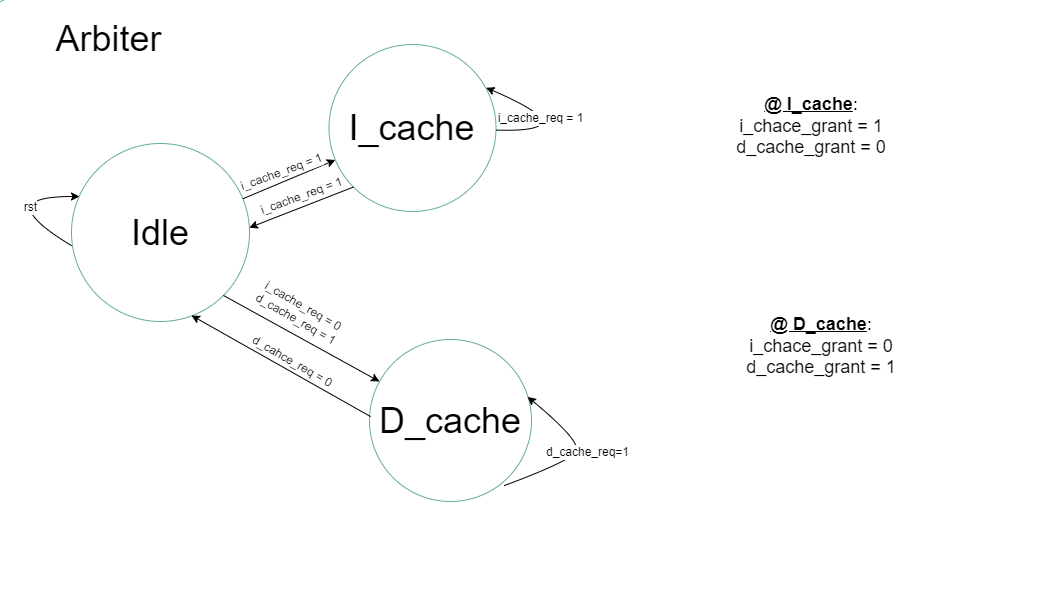 Arbiter
I_cache
i_cache_req = 1
@ I_cache:
i_chace_grant = 1
d_cache_grant = 0
i_cache_req = 1
i_cache_req = 1
rst
Idle
i_cache_req = 0
d_cache_req = 1
d_cahce_req = 0
@ D_cache:
i_chace_grant = 0
d_cache_grant = 1
D_cache
d_cache_req=1